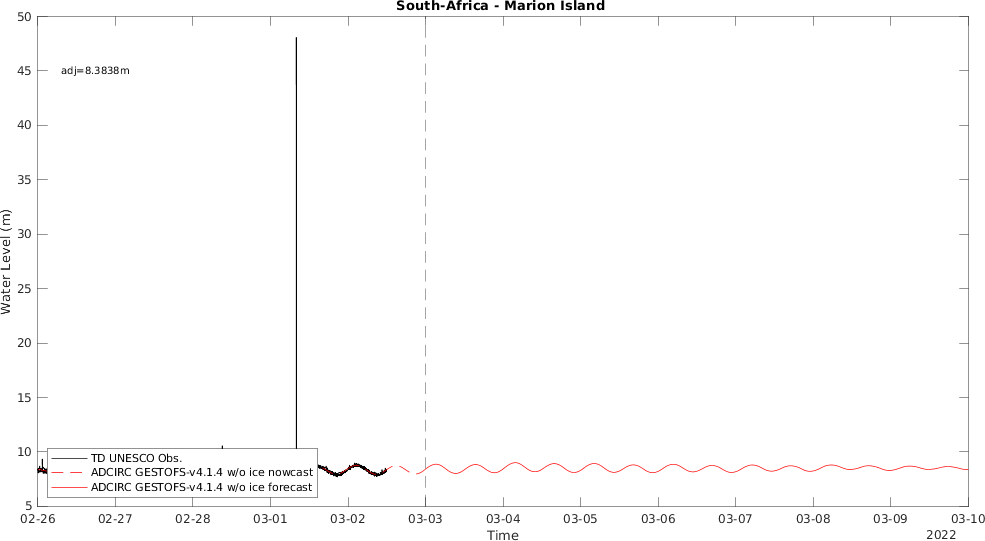 South-Africa - Marion Island
adj=8.3838m
Water Level (m)
50
45
40
35
30
25
20
15
10
5
TD UNESCO Obs.
ADCIRC GESTOFS-v4.1.4 w/o ice nowcast
ADCIRC GESTOFS-v4.1.4 w/o ice forecast
02-26 02-27 02-28 03-01 03-02 03-03 03-04 03-05 03-06 03-07 03-08 03-09 03-10
Time
2022